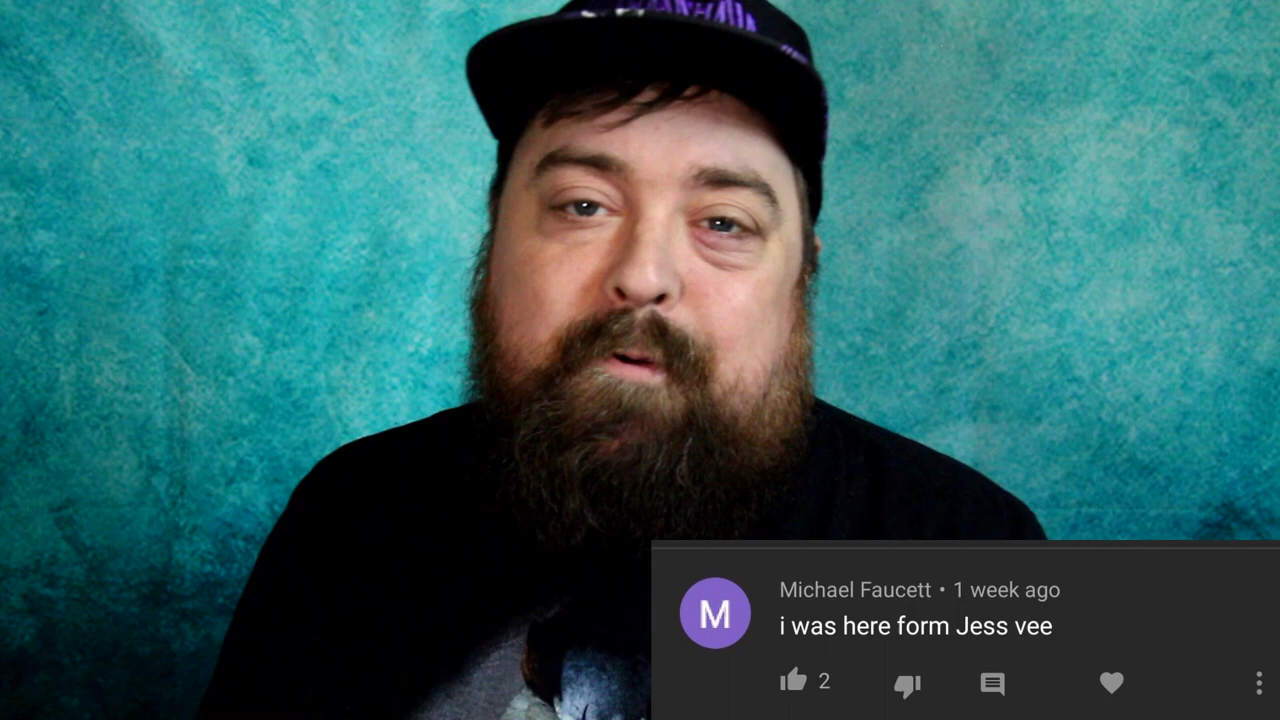 Michael Faucett • 1 week ago
M
i was here form Jess vee
2